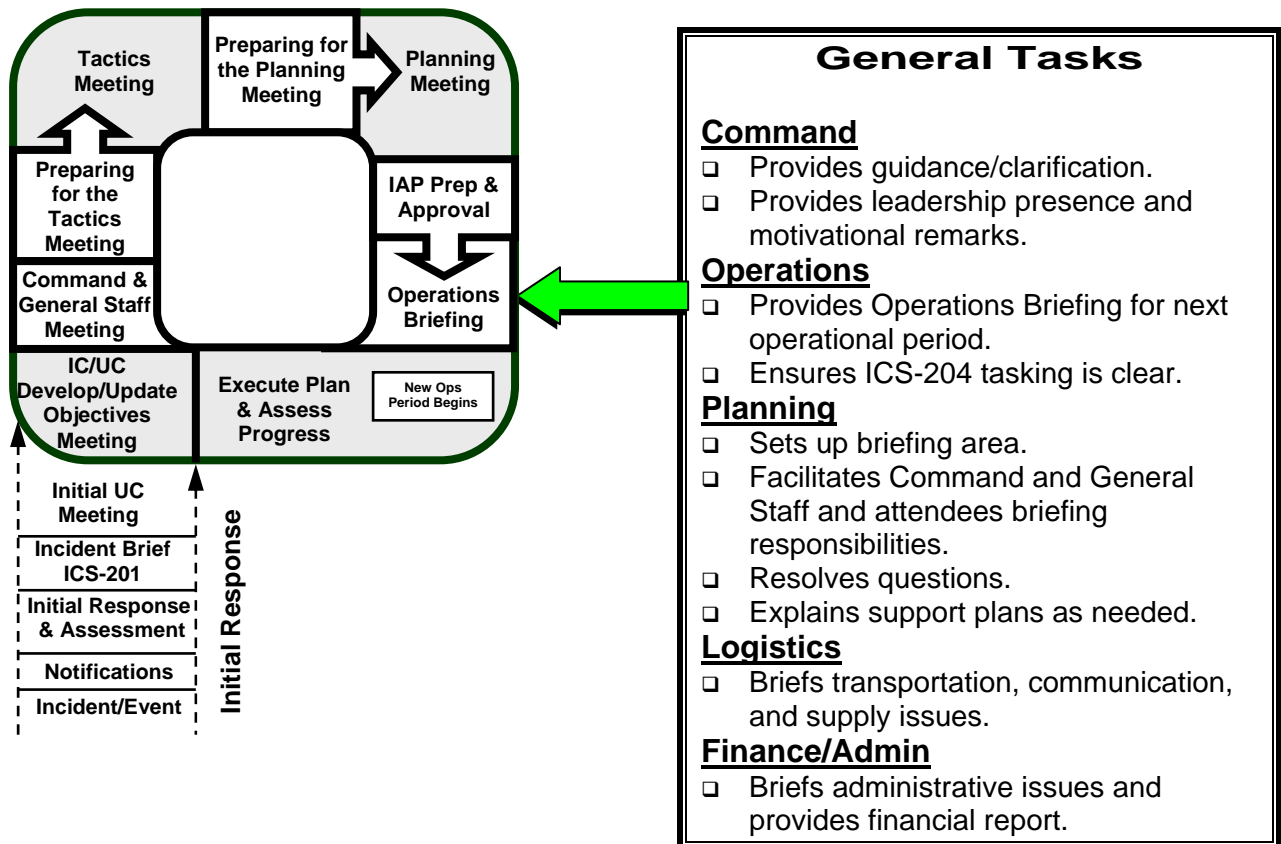 Tactics
Meeting
Preparing for
the Planning
Meeting
Planning
Meeting
Preparing
for the
Tactics
Meeting
IAP Prep &
Approval
Command &
General Staff
Meeting
Operations
Briefing
IC/UC
Develop/Update
Objectives
Meeting
Execute Plan
& Assess
Progress
New Ops
Period Begins
Initial UC
Meeting
Incident Brief
ICS-201
Initial Response
& Assessment
Notifications
Incident/Event
Initial Response
General Tasks
Command
❑ Provides guidance/clarification.
❑ Provides leadership presence and
motivational remarks.
Operations
❑ Provides Operations Briefing for next
operational period.
❑ Ensures ICS-204 tasking is clear.
Planning
❑ Sets up briefing area.
❑ Facilitates Command and General
Staff and attendees briefing
responsibilities.
❑ Resolves questions.
❑ Explains support plans as needed.
Logistics
❑ Briefs transportation, communication,
and supply issues.
Finance/Admin
❑ Briefs administrative issues and
provides financial report.